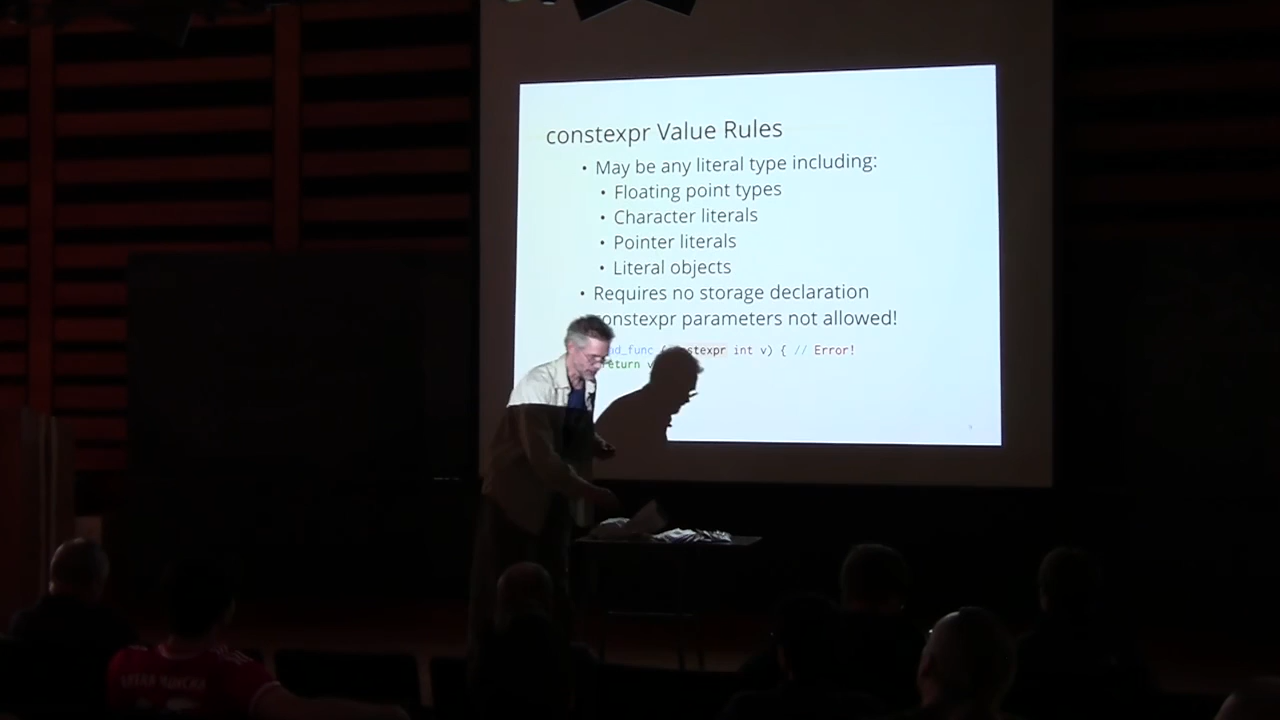 constexpr Value Rules
• May be any literal type including:
• Floating point types
• Character literals
• Pointer literals
• Literal objects
• Requires no storage declaration
onstexpr parameters not allowed!
d_func stexpr int v) { // Error!
eturn v